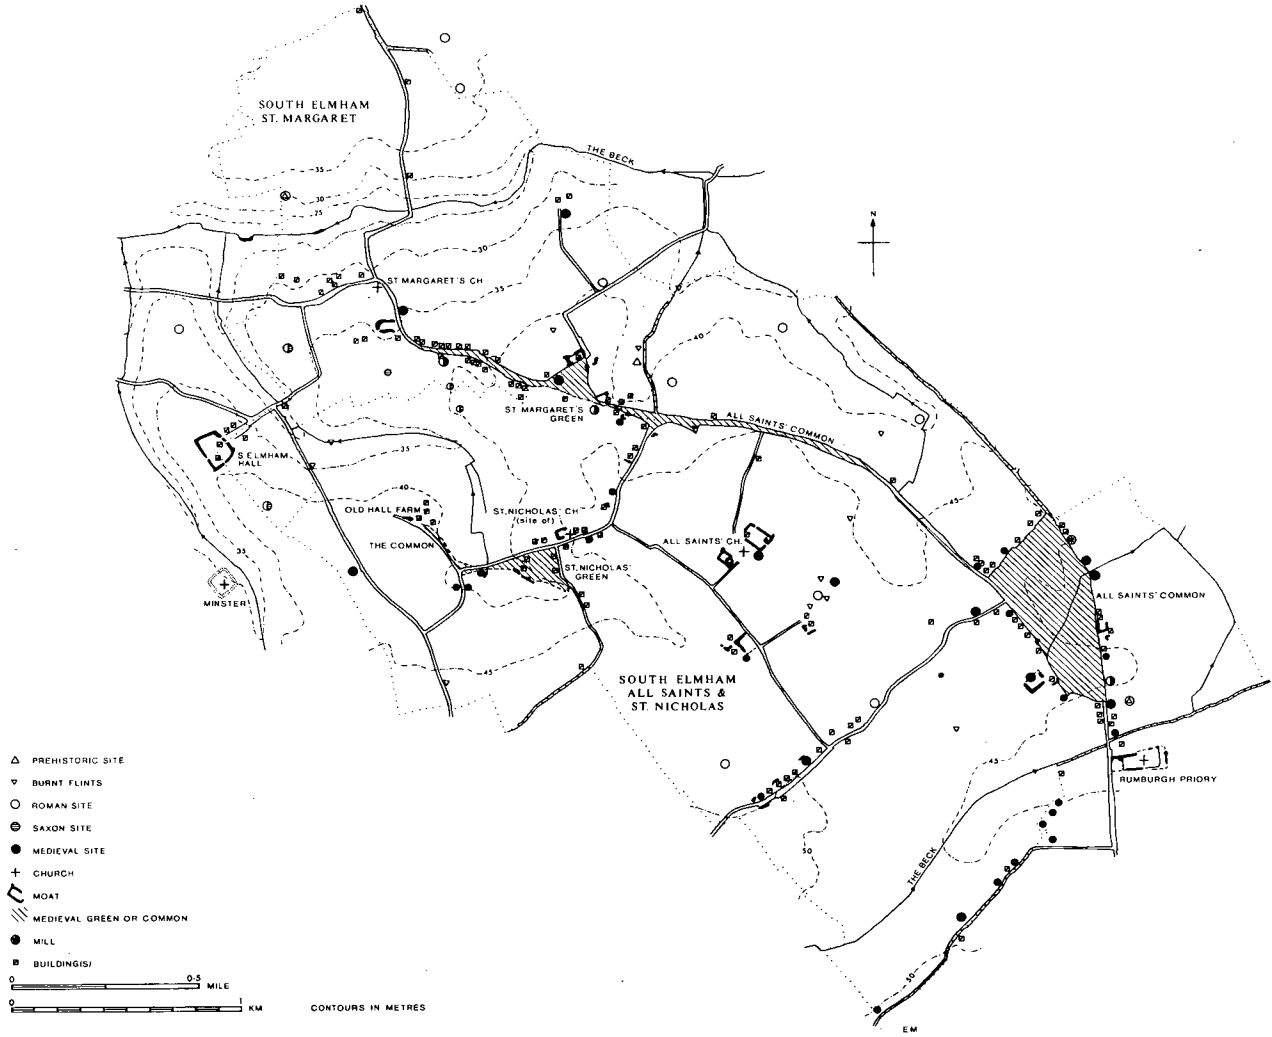 SOUTH ELMHAM
ST. MARGARET
THE BECK
35
30
25
N
30
ST MARGARET'S CH
35
40
ST MARGARET'S
GREEN
ALL SAINTS' COMMON
S. ELMHAM
HALL
35
40
45
OLD HALL FARM
ST. NICHOLAS' CH
(site of)
ALL SAINTS' CH.
THE COMMON
35
ST. NICHOLAS'
GREEN
MINSTER
ALL SAINTS' COMMON
45
SOUTH ELMHAM
ALL SAINTS &
ST. NICHOLAS
45
RUMBURGH PRIORY
50
THE BECK
50
PREHISTORIC SITE
BURNT FLINTS
ROMAN SITE
SAXON SITE
MEDIEVAL SITE
CHURCH
MOAT
MEDIEVAL GREEN OR COMMON
MILL
BUILDING(S)
0 0·5
MILE
0 1
KM
CONTOURS IN METRES
EM